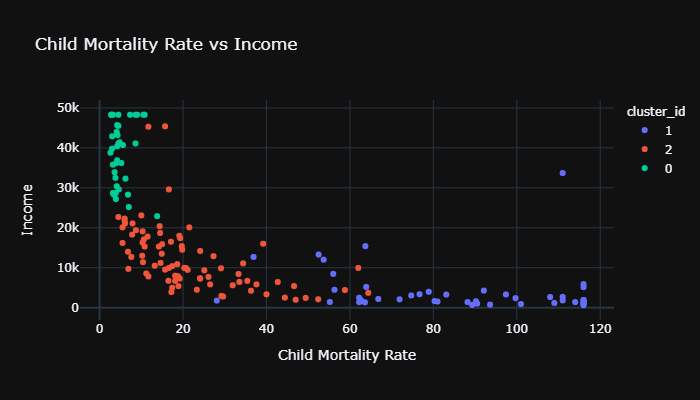 Child Mortality Rate vs Income
cluster_id
1
2
0
50k
40k
30k
20k
10k
0
Income
0 20 40 60 80 100 120
Child Mortality Rate